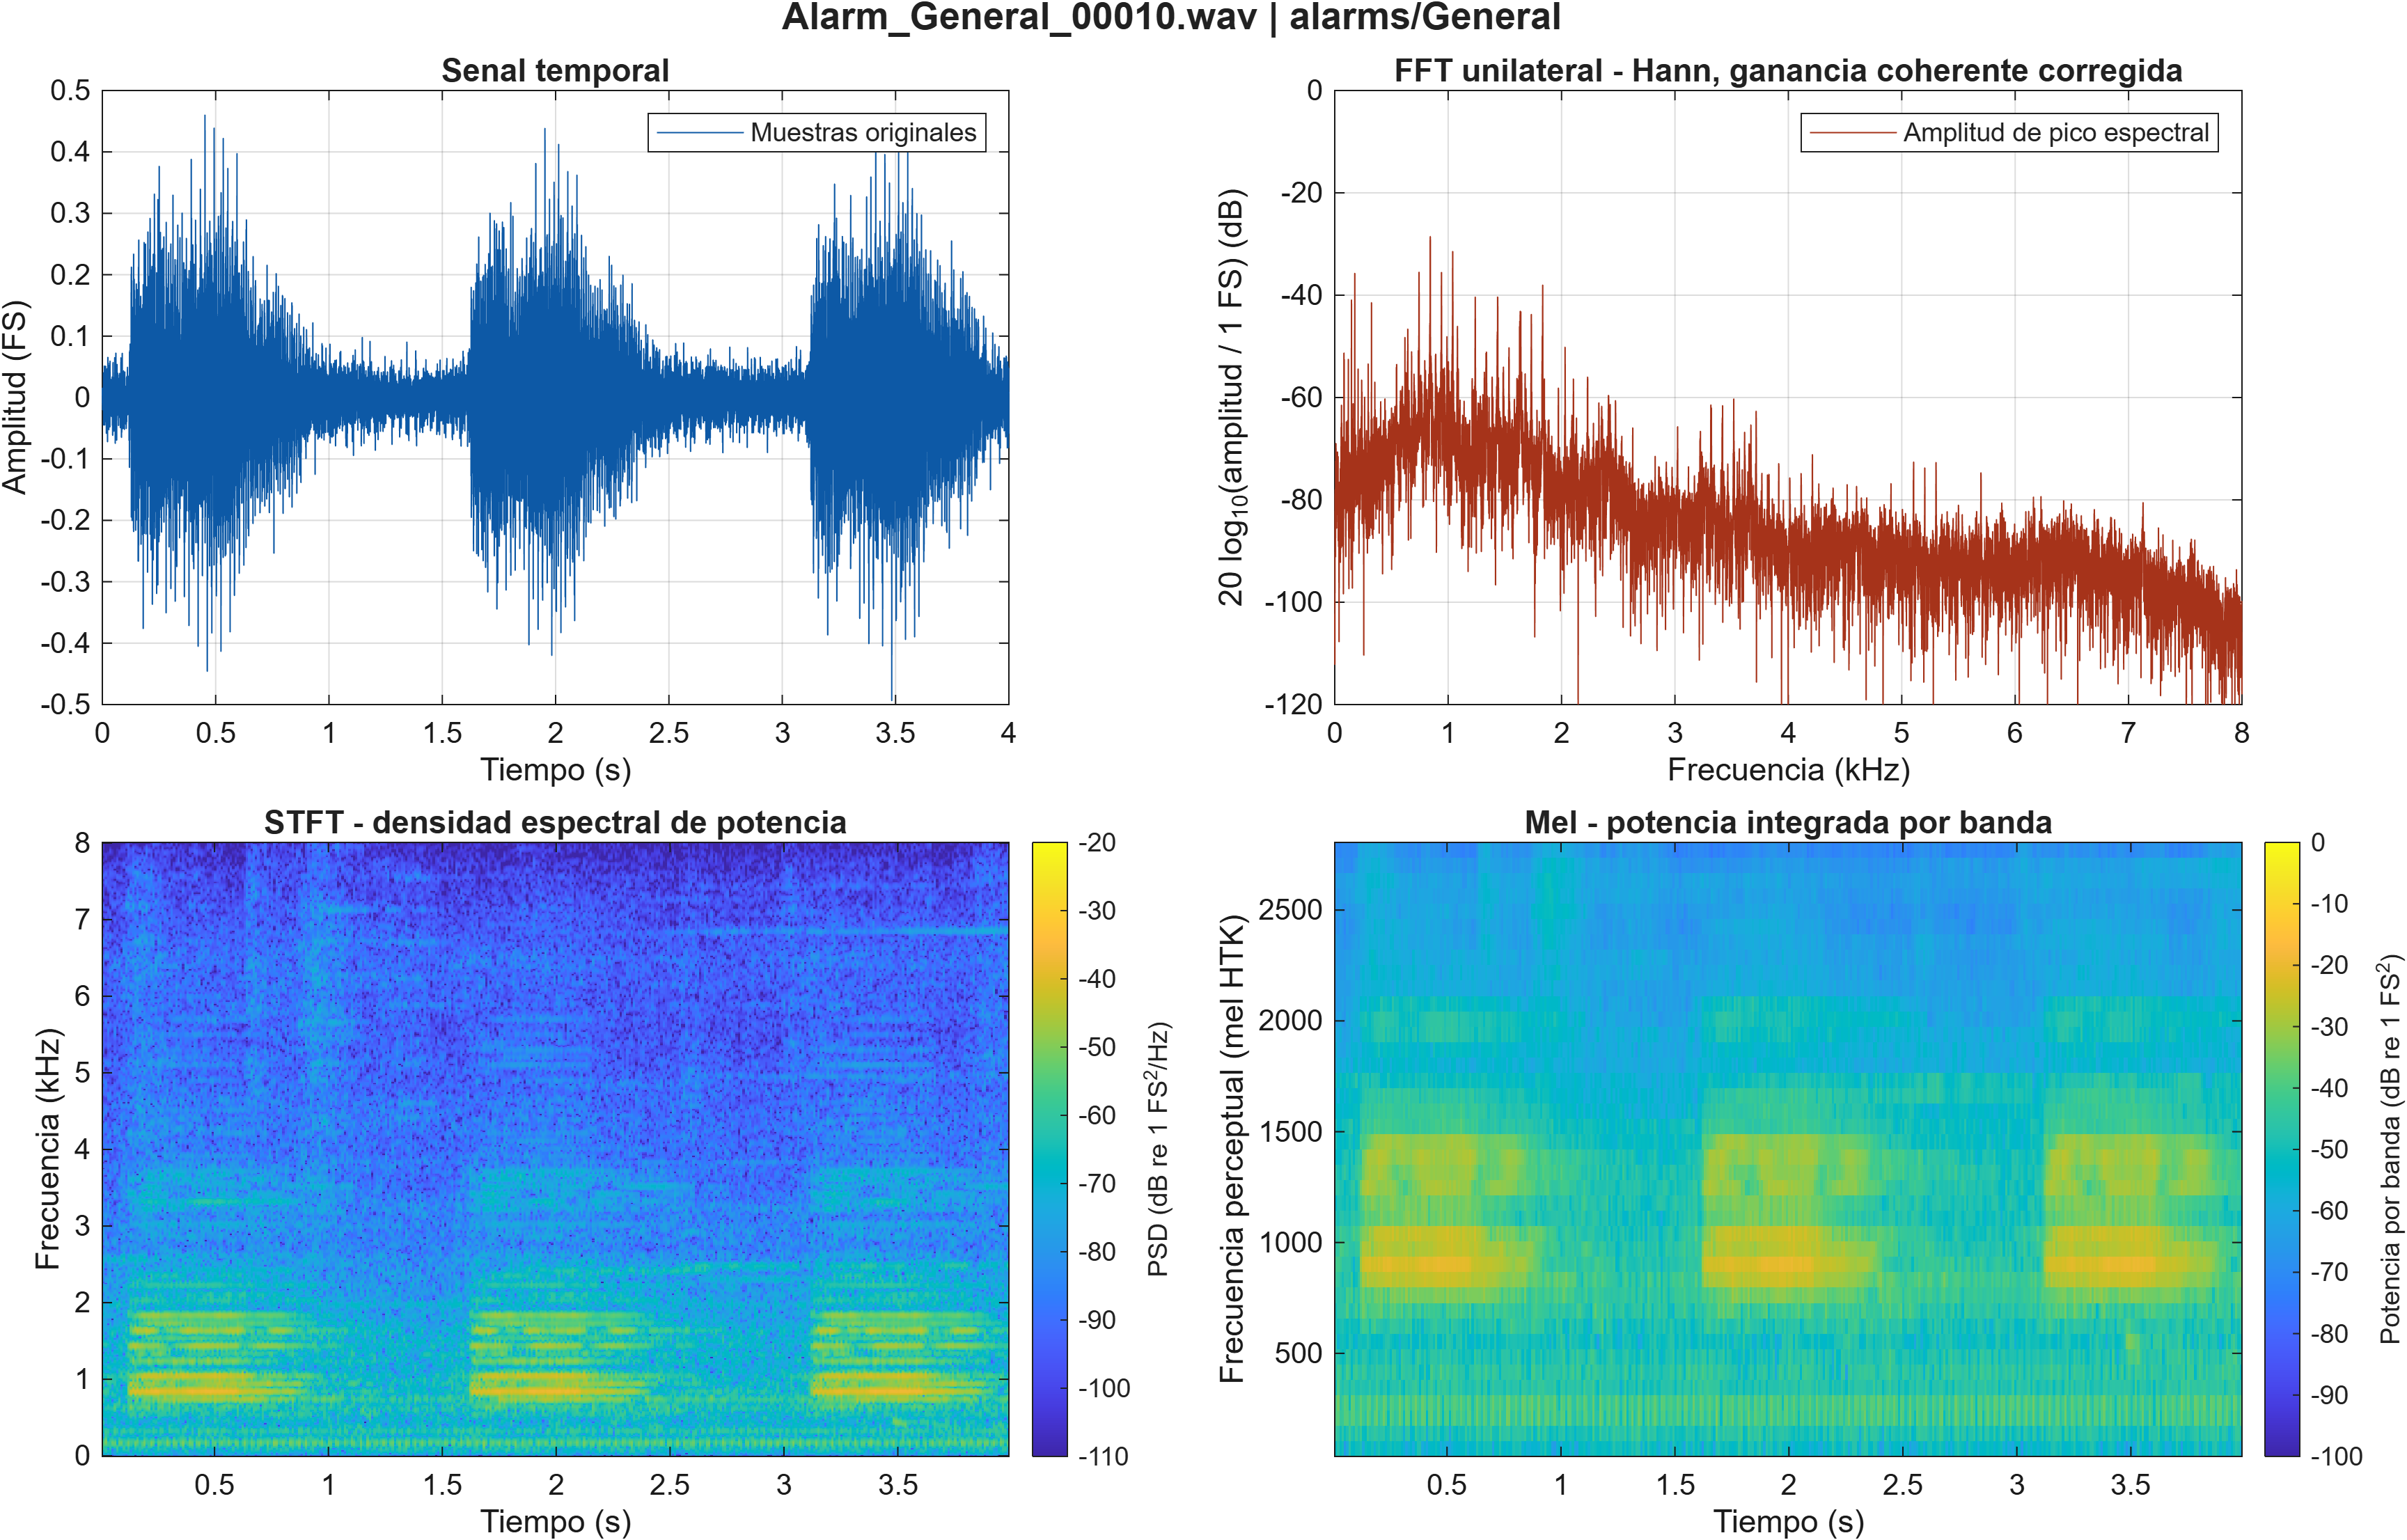 Alarm_General_00010.wav | alarms/General
Senal temporal
Muestras originales
0.5
0.4
0.3
0.2
0.1
0
-0.1
-0.2
-0.3
-0.4
-0.5
Amplitud (FS)
0 0.5 1 1.5 2 2.5 3 3.5 4
Tiempo (s)
FFT unilateral - Hann, ganancia coherente corregida
Amplitud de pico espectral
0
-20
-40
-60
-80
-100
-120
20 log10(amplitud / 1 FS) (dB)
0 1 2 3 4 5 6 7 8
Frecuencia (kHz)
STFT - densidad espectral de potencia
8
7
6
5
4
3
2
1
0
Frecuencia (kHz)
0.5 1 1.5 2 2.5 3 3.5
Tiempo (s)
-20
-30
-40
-50
-60
-70
-80
-90
-100
-110
PSD (dB re 1 FS²/Hz)
Mel - potencia integrada por banda
2500
2000
1500
1000
500
Frecuencia perceptual (mel HTK)
0.5 1 1.5 2 2.5 3 3.5
Tiempo (s)
0
-10
-20
-30
-40
-50
-60
-70
-80
-90
-100
Potencia por banda (dB re 1 FS²)